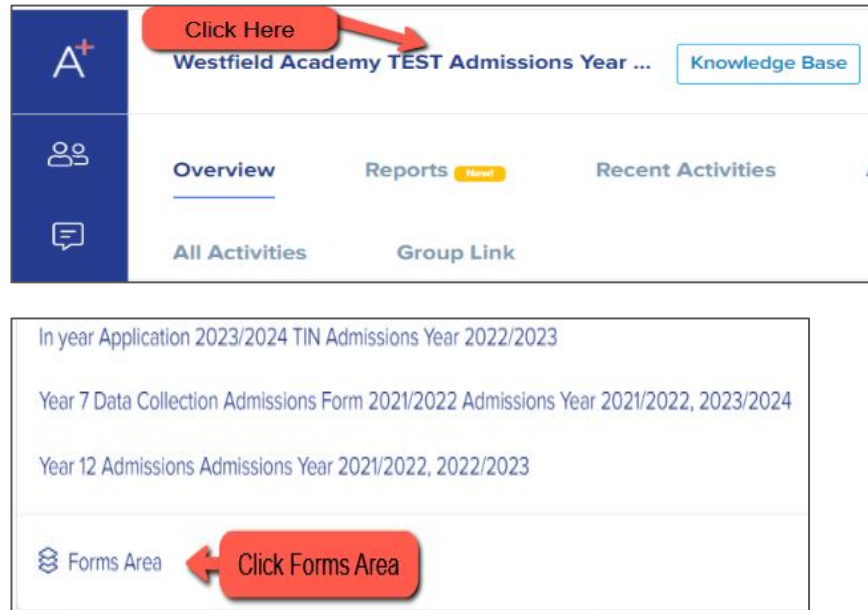 Click Here
A+
Westfield Academy TEST Admissions Year ... Knowledge Base
Overview Reports New! Recent Activities
All Activities Group Link
In year Application 2023/2024 TIN Admissions Year 2022/2023
Year 7 Data Collection Admissions Form 2021/2022 Admissions Year 2021/2022, 2023/2024
Year 12 Admissions Admissions Year 2021/2022, 2022/2023
Forms Area Click Forms Area